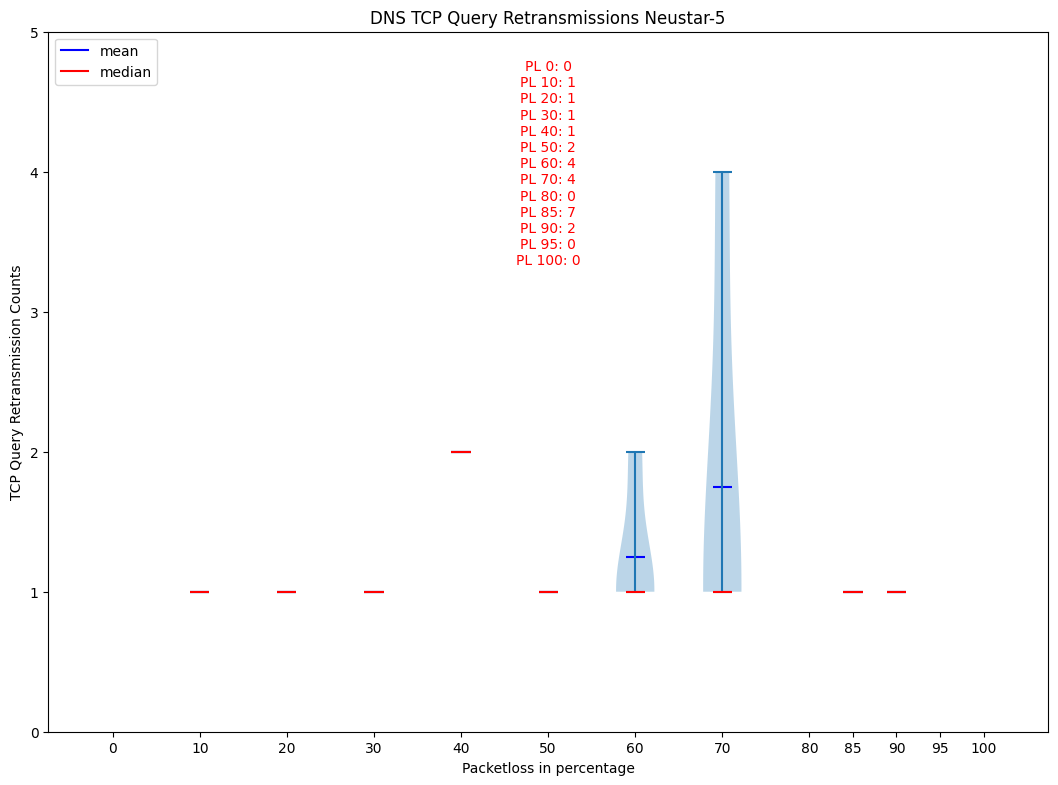 DNS TCP Query Retransmissions Neustar-5
mean
median
PL 0: 0
PL 10: 1
PL 20: 1
PL 30: 1
PL 40: 1
PL 50: 2
PL 60: 4
PL 70: 4
PL 80: 0
PL 85: 7
PL 90: 2
PL 95: 0
PL 100: 0
TCP Query Retransmission Counts
5
4
3
2
1
0
0 10 20 30 40 50 60 70 80 85 90 95 100
Packetloss in percentage